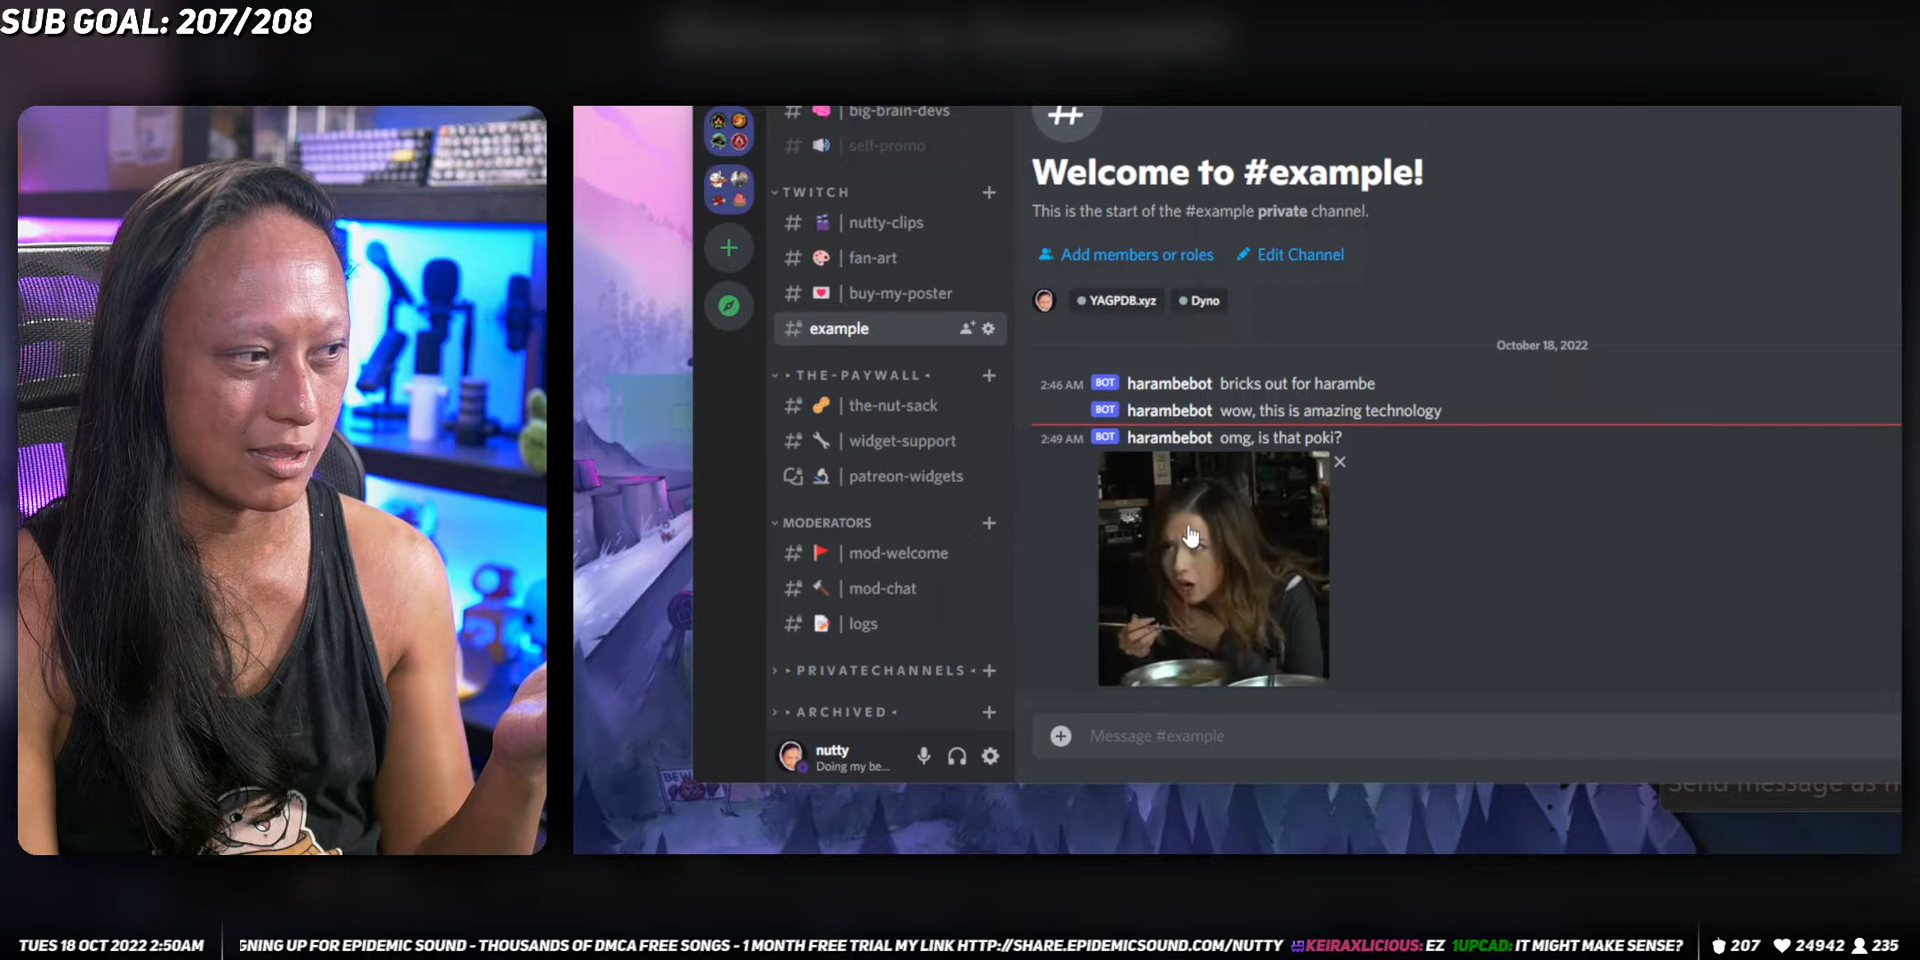 SUB GOAL: 207/208
big-brain-devs
self-promo
TWITCH
nutty-clips
fan-art
buy-my-poster
example
THE-PAYWALL
the-nut-sack
widget-support
patreon-widgets
MODERATORS
mod-welcome
mod-chat
logs
PRIVATECHANNELS
ARCHIVED
nutty
Doing my be...
Welcome to #example!
This is the start of the #example private channel.
Add members or roles Edit Channel
YAGPDB.xyz Dyno
October 18, 2022
2:46 AM BOT harambebot bricks out for harambe
BOT harambebot wow, this is amazing technology
2:49 AM BOT harambebot omg, is that poki?
Message #example
Send message as
BEW
TUES 18 OCT 2022 2:50AM GNING UP FOR EPIDEMIC SOUND - THOUSANDS OF DMCA FREE SONGS - 1 MONTH FREE TRIAL MY LINK HTTP://SHARE.EPIDEMICSOUND.COM/NUTTY KEIRAXLICIOUS: EZ 1UPCAD: IT MIGHT MAKE SENSE? 207 24942 235